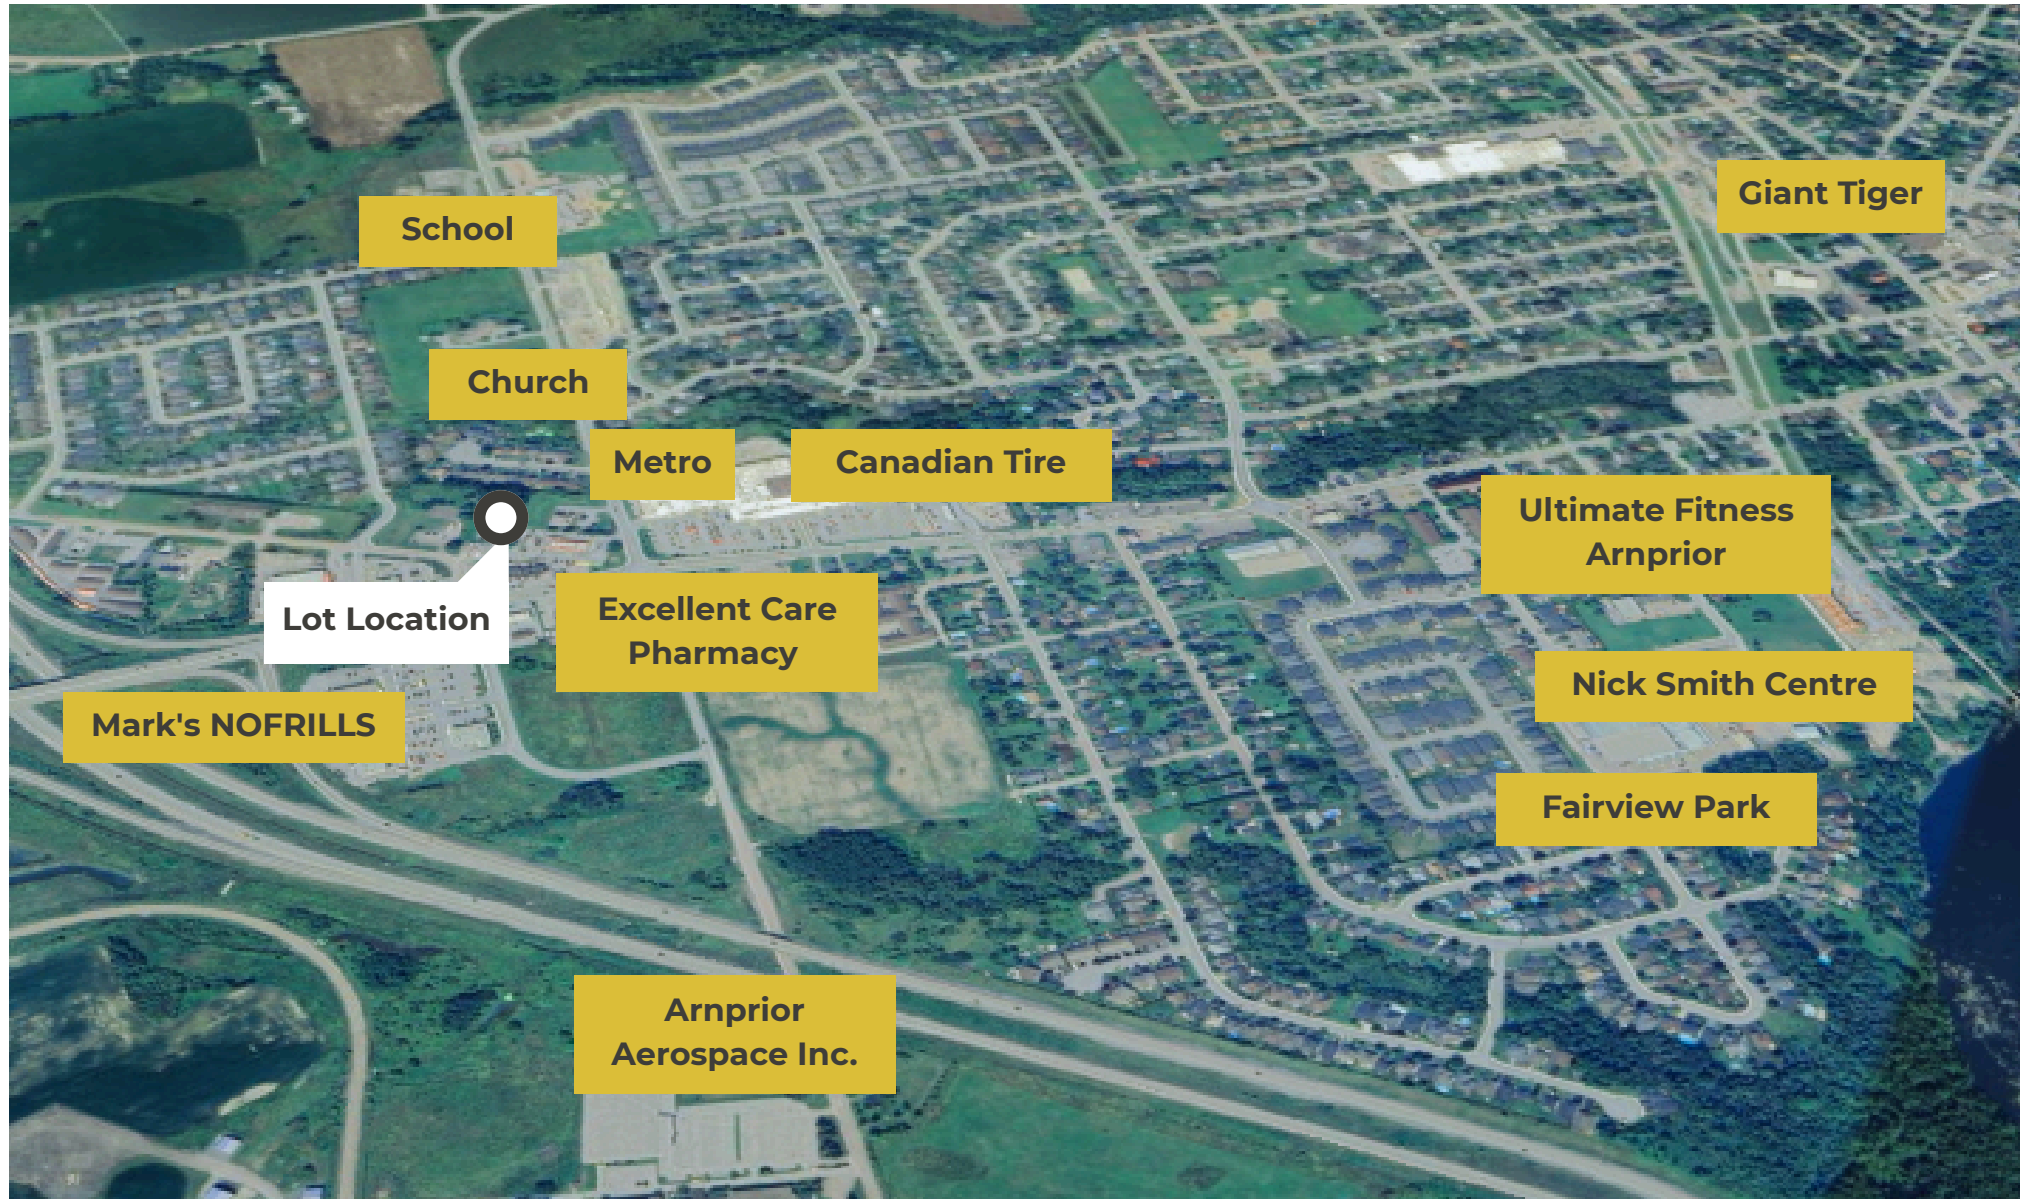 Giant Tiger
School
Church
Metro
Canadian Tire
Ultimate Fitness
Arnprior
Lot Location
Excellent Care
Pharmacy
Nick Smith Centre
Mark's NOFRILLS
Fairview Park
Arnprior
Aerospace Inc.